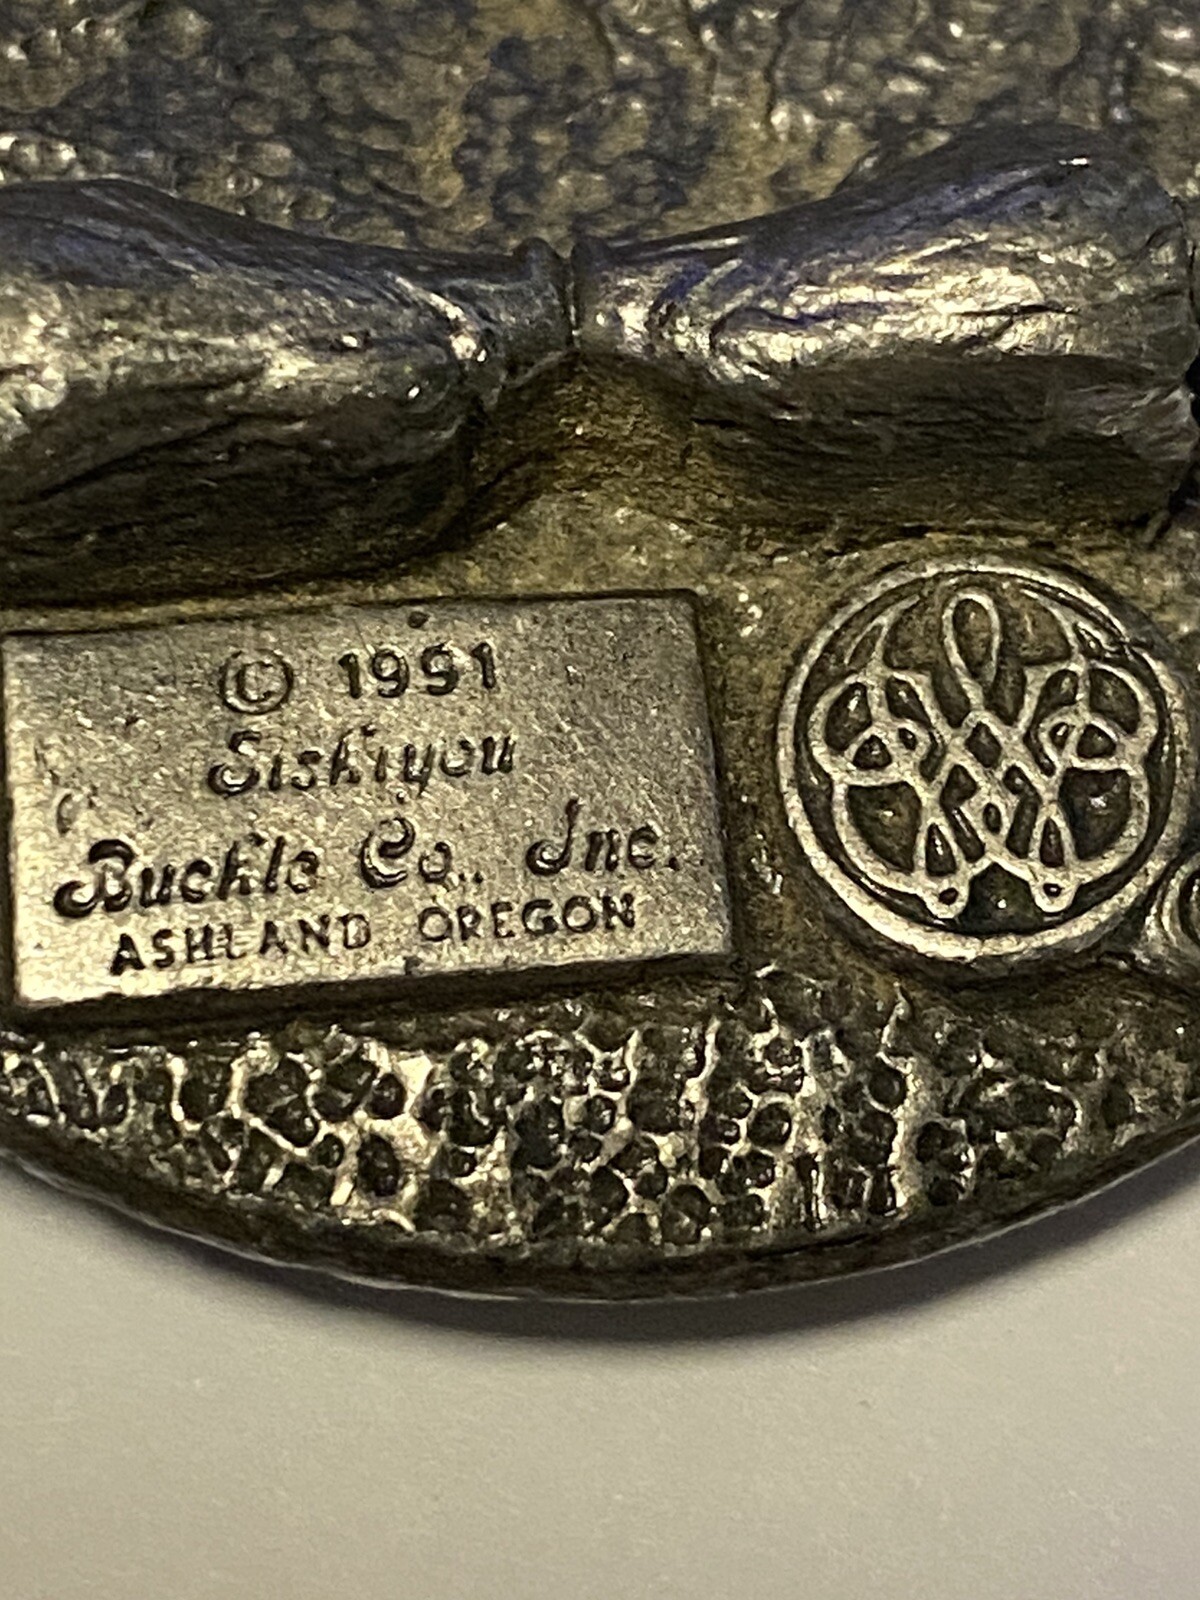 © 1991
Siskiyou
Buckle Co., Inc.
ASHLAND OREGON